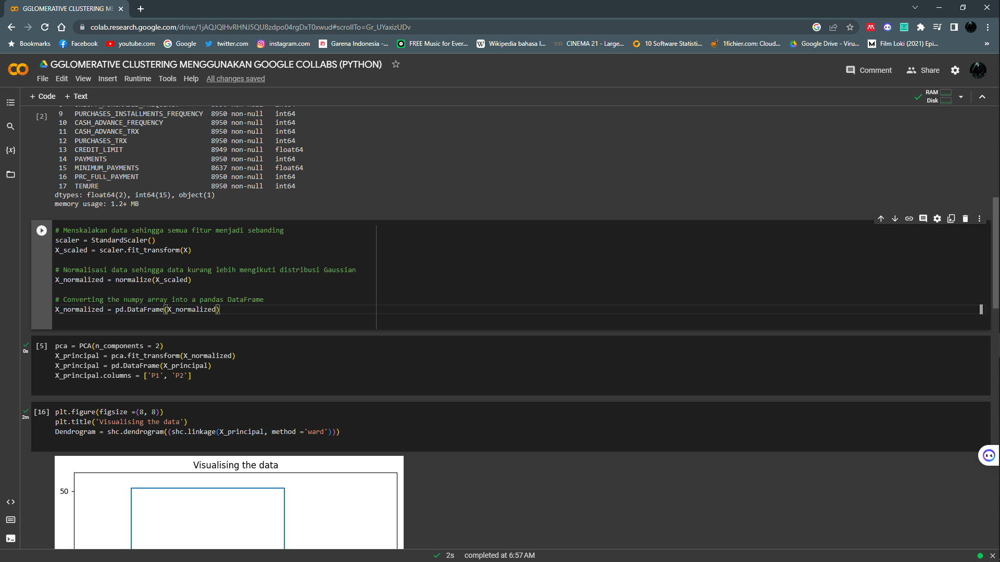 GGLOMERATIVE CLUSTERING ME
colab.research.google.com/drive/1jAQJQlHvRHNJ5QU8zdpo04rgDxT0xwud#scrollTo=Gr_UYaxizUDv
Bookmarks Facebook youtube.com Google twitter.com instagram.com Garena Indonesia -... FREE Music for Ever... Wikipedia bahasa I... CINEMA 21 - Large... 10 Software Statisti... 1fichier.com: Cloud... Google Drive - Viru... Film Loki (2021) Epi... »
GGLOMERATIVE CLUSTERING MENGGUNAKAN GOOGLE COLLABS (PYTHON)
Comment Share
File Edit View Insert Runtime Tools Help All changes saved
+ Code + Text
RAM
Disk
[2]
9 PURCHASES_INSTALLMENTS_FREQUENCY 8950 non-null int64
10 CASH_ADVANCE_FREQUENCY 8950 non-null int64
11 CASH_ADVANCE_TRX 8950 non-null int64
12 PURCHASES_TRX 8950 non-null int64
13 CREDIT_LIMIT 8949 non-null float64
14 PAYMENTS 8950 non-null int64
15 MINIMUM_PAYMENTS 8637 non-null float64
16 PRC_FULL_PAYMENT 8950 non-null int64
17 TENURE 8950 non-null int64
dtypes: float64(2), int64(15), object(1)
memory usage: 1.2+ MB
# Menskalakan data sehingga semua fitur menjadi sebanding
scaler = StandardScaler()
X_scaled = scaler.fit_transform(X)
# Normalisasi data sehingga data kurang lebih mengikuti distribusi Gaussian
X_normalized = normalize(X_scaled)
# Converting the numpy array into a pandas DataFrame
X_normalized = pd.DataFrame(X_normalized)
0s
[5] pca = PCA(n_components = 2)
X_principal = pca.fit_transform(X_normalized)
X_principal = pd.DataFrame(X_principal)
X_principal.columns = ['P1', 'P2']
2m
[16] plt.figure(figsize =(8, 8))
plt.title('Visualising the data')
Dendrogram = shc.dendrogram((shc.linkage(X_principal, method ='ward')))
Visualising the data
50
2s completed at 6:57 AM